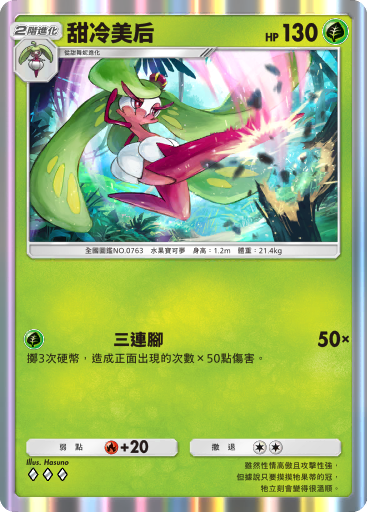 2階進化
甜冷美后
HP 130
從甜舞妮進化
全國圖鑑NO.0763 水果寶可夢 身高:1.2m 體重:21.4kg
三連腳 50×
擲3次硬幣,造成正面出現的次數×50點傷害。
弱點 +20 撤退
Illus. Hasuno
雖然性情高傲且攻擊性強,
但據說只要摸摸牠果蒂的冠,
牠立刻會變得很溫順。